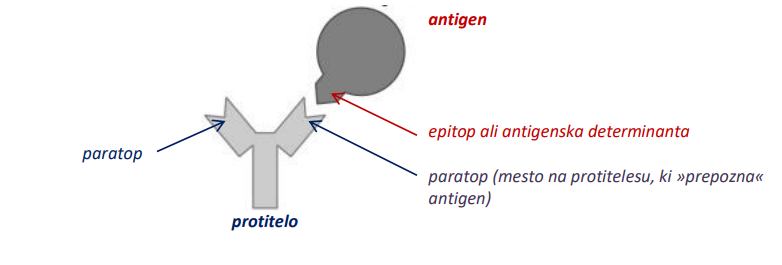 antigen
epitop ali antigenska determinanta
paratop
paratop (mesto na protitelesu, ki »prepozna«
antigen)
protitelo